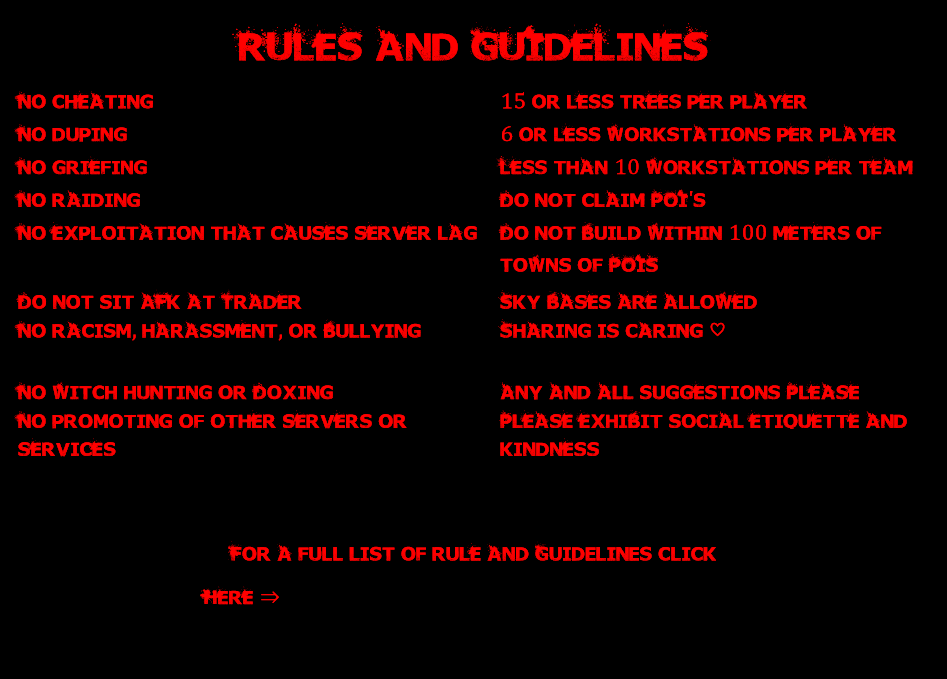 RULES AND GUIDELINES
NO CHEATING
NO DUPING
NO GRIEFING
NO RAIDING
NO EXPLOITATION THAT CAUSES SERVER LAG
DO NOT SIT AFK AT TRADER
NO RACISM, HARASSMENT, OR BULLYING
NO WITCH HUNTING OR DOXING
NO PROMOTING OF OTHER SERVERS OR
SERVICES
15 OR LESS TREES PER PLAYER
6 OR LESS WORKSTATIONS PER PLAYER
LESS THAN 10 WORKSTATIONS PER TEAM
DO NOT CLAIM POI'S
DO NOT BUILD WITHIN 100 METERS OF
TOWNS OF POIS
SKY BASES ARE ALLOWED
SHARING IS CARING ♡
ANY AND ALL SUGGESTIONS PLEASE
PLEASE EXHIBIT SOCIAL ETIQUETTE AND
KINDNESS
FOR A FULL LIST OF RULE AND GUIDELINES CLICK
HERE ⇒